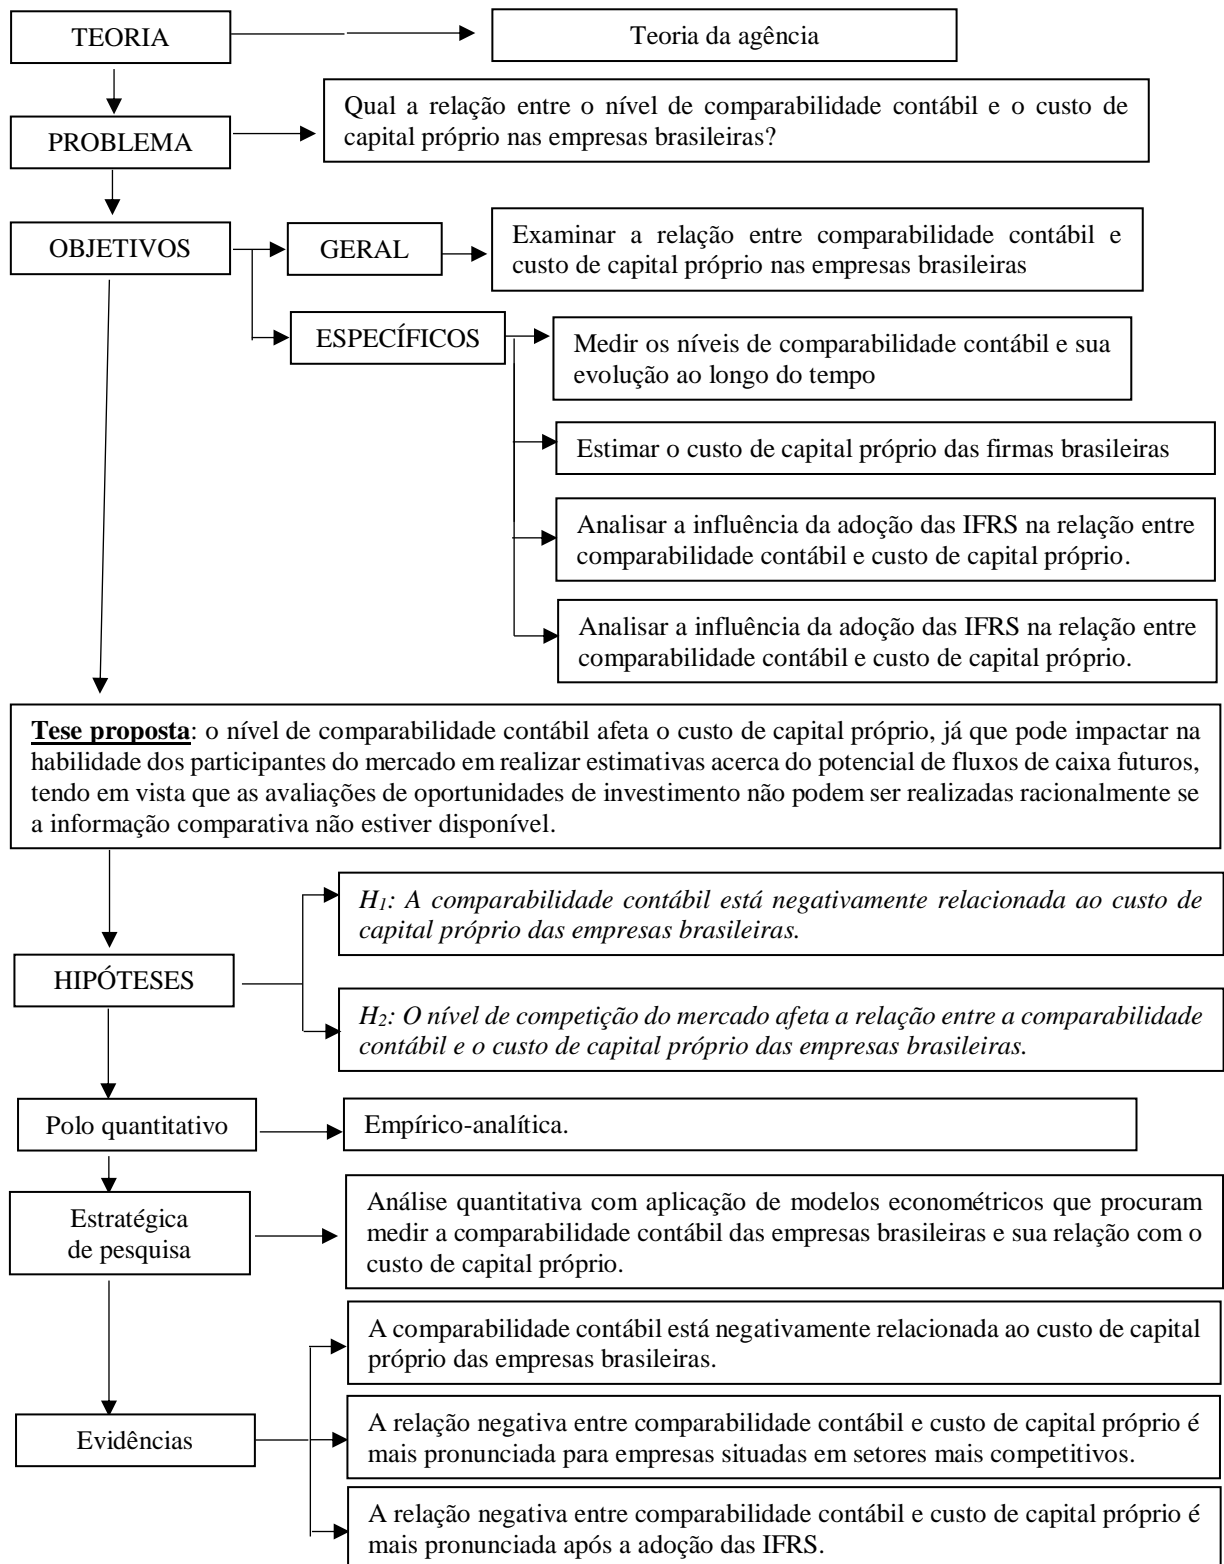 TEORIA
Teoria da agência
PROBLEMA
Qual a relação entre o nível de comparabilidade contábil e o custo de
capital próprio nas empresas brasileiras?
OBJETIVOS
GERAL
Examinar a relação entre comparabilidade contábil e
custo de capital próprio nas empresas brasileiras
ESPECÍFICOS
Medir os níveis de comparabilidade contábil e sua
evolução ao longo do tempo
Estimar o custo de capital próprio das firmas brasileiras
Analisar a influência da adoção das IFRS na relação entre
comparabilidade contábil e custo de capital próprio.
Analisar a influência da adoção das IFRS na relação entre
comparabilidade contábil e custo de capital próprio.
Tese proposta: o nível de comparabilidade contábil afeta o custo de capital próprio, já que pode impactar na
habilidade dos participantes do mercado em realizar estimativas acerca do potencial de fluxos de caixa futuros,
tendo em vista que as avaliações de oportunidades de investimento não podem ser realizadas racionalmente se
a informação comparativa não estiver disponível.
HIPÓTESES
H1: A comparabilidade contábil está negativamente relacionada ao custo de
capital próprio das empresas brasileiras.
H2: O nível de competição do mercado afeta a relação entre a comparabilidade
contábil e o custo de capital próprio das empresas brasileiras.
Polo quantitativo
Empírico-analítica.
Estratégica
de pesquisa
Análise quantitativa com aplicação de modelos econométricos que procuram
medir a comparabilidade contábil das empresas brasileiras e sua relação com o
custo de capital próprio.
Evidências
A comparabilidade contábil está negativamente relacionada ao custo de capital
próprio das empresas brasileiras.
A relação negativa entre comparabilidade contábil e custo de capital próprio é
mais pronunciada para empresas situadas em setores mais competitivos.
A relação negativa entre comparabilidade contábil e custo de capital próprio é
mais pronunciada após a adoção das IFRS.